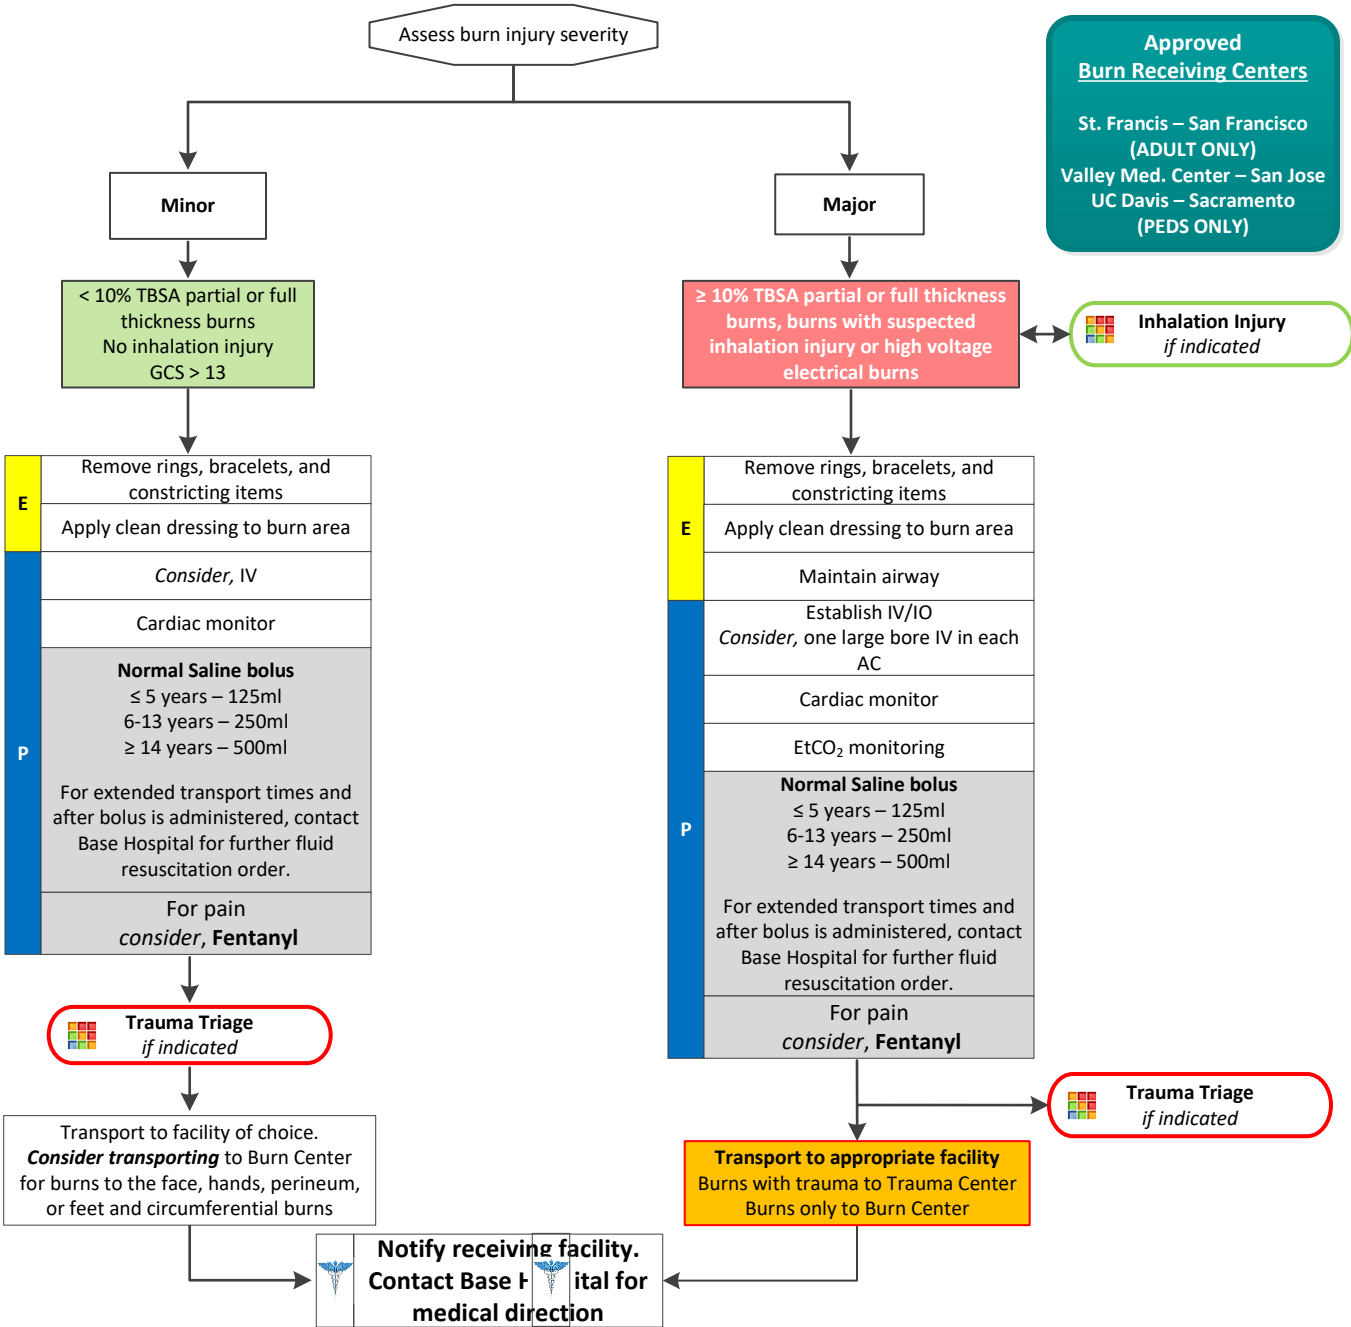 Assess burn injury severity
Approved
Burn Receiving Centers
St. Francis – San Francisco
(ADULT ONLY)
Valley Med. Center – San Jose
UC Davis – Sacramento
(PEDS ONLY)
Minor
Major
< 10% TBSA partial or full
thickness burns
No inhalation injury
GCS > 13
≥ 10% TBSA partial or full thickness
burns, burns with suspected
inhalation injury or high voltage
electrical burns
Inhalation Injury
if indicated
E
Remove rings, bracelets, and
constricting items
Apply clean dressing to burn area
P
Consider, IV
Cardiac monitor
Normal Saline bolus
≤ 5 years – 125ml
6-13 years – 250ml
≥ 14 years – 500ml
For extended transport times and
after bolus is administered, contact
Base Hospital for further fluid
resuscitation order.
For pain
consider, Fentanyl
Trauma Triage
if indicated
Transport to facility of choice.
Consider transporting to Burn Center
for burns to the face, hands, perineum,
or feet and circumferential burns
E
Remove rings, bracelets, and
constricting items
Apply clean dressing to burn area
Maintain airway
P
Establish IV/IO
Consider, one large bore IV in each
AC
Cardiac monitor
EtCO₂ monitoring
Normal Saline bolus
≤ 5 years – 125ml
6-13 years – 250ml
≥ 14 years – 500ml
For extended transport times and
after bolus is administered, contact
Base Hospital for further fluid
resuscitation order.
For pain
consider, Fentanyl
Trauma Triage
if indicated
Transport to appropriate facility
Burns with trauma to Trauma Center
Burns only to Burn Center
Notify receiving facility.
Contact Base H ital for
medical direction